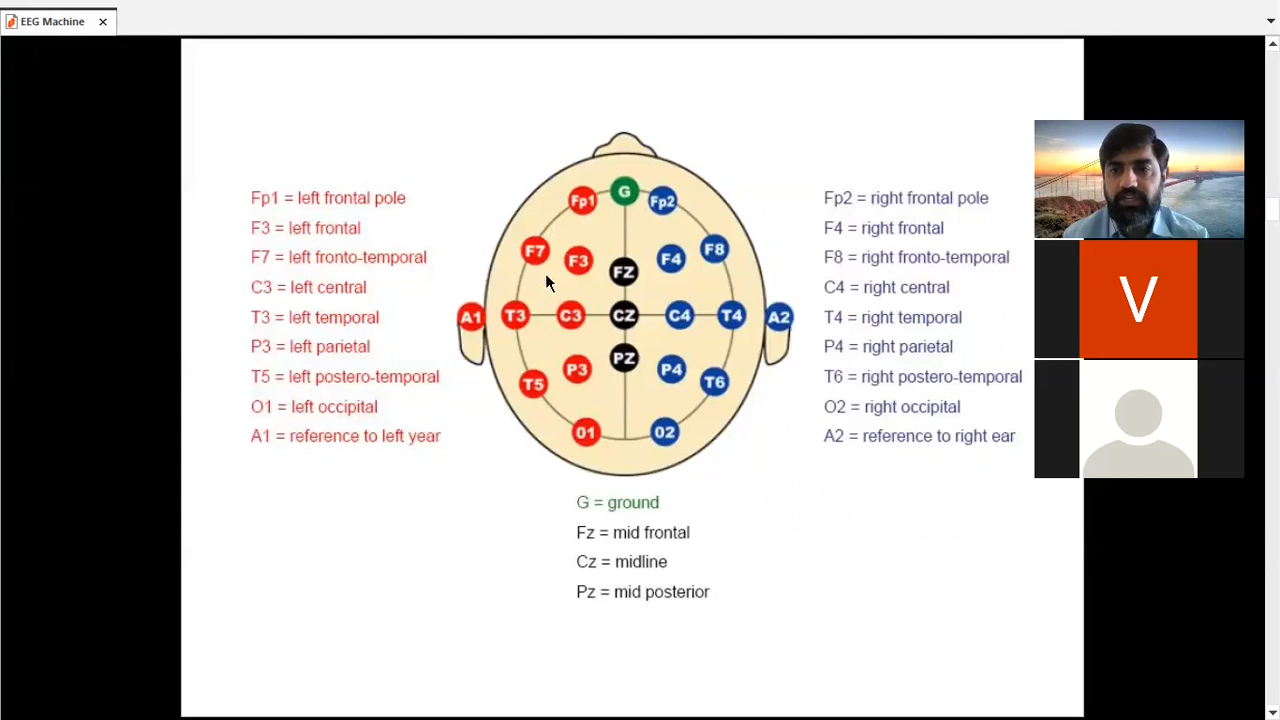 EEG Machine
Fp1 = left frontal pole
F3 = left frontal
F7 = left fronto-temporal
C3 = left central
T3 = left temporal
P3 = left parietal
T5 = left postero-temporal
O1 = left occipital
A1 = reference to left year
Fp1 G Fp2
F7 F3 FZ F4 F8
A1 T3 C3 CZ C4 T4 A2
T5 P3 PZ P4 T6
01 02
Fp2 = right frontal pole
F4 = right frontal
F8 = right fronto-temporal
C4 = right central
T4 = right temporal
P4 = right parietal
T6 = right postero-temporal
O2 = right occipital
A2 = reference to right ear
G = ground
Fz = mid frontal
Cz = midline
Pz = mid posterior
V